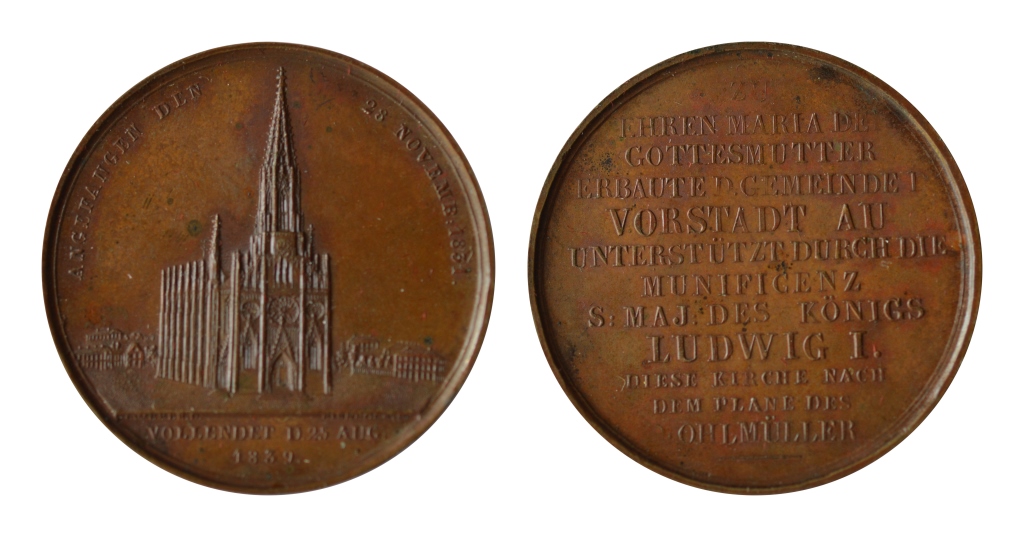 ANGEFANGEN DEN 28 NOVEMB: 1831
VOLLENDET D. 25 AUG.
1839.
ZU
EHREN MARIA DE
GOTTESMUTTER
ERBAUTE D. GEMEINDE D
VORSTADT AU
UNTERSTÜTZT DURCH DIE
MUNIFICENZ
S: MAJ: DES KÖNIGS
LUDWIG I.
DIESE KIRCHE NACH
DEM PLANE DES
OHLMÜLLER